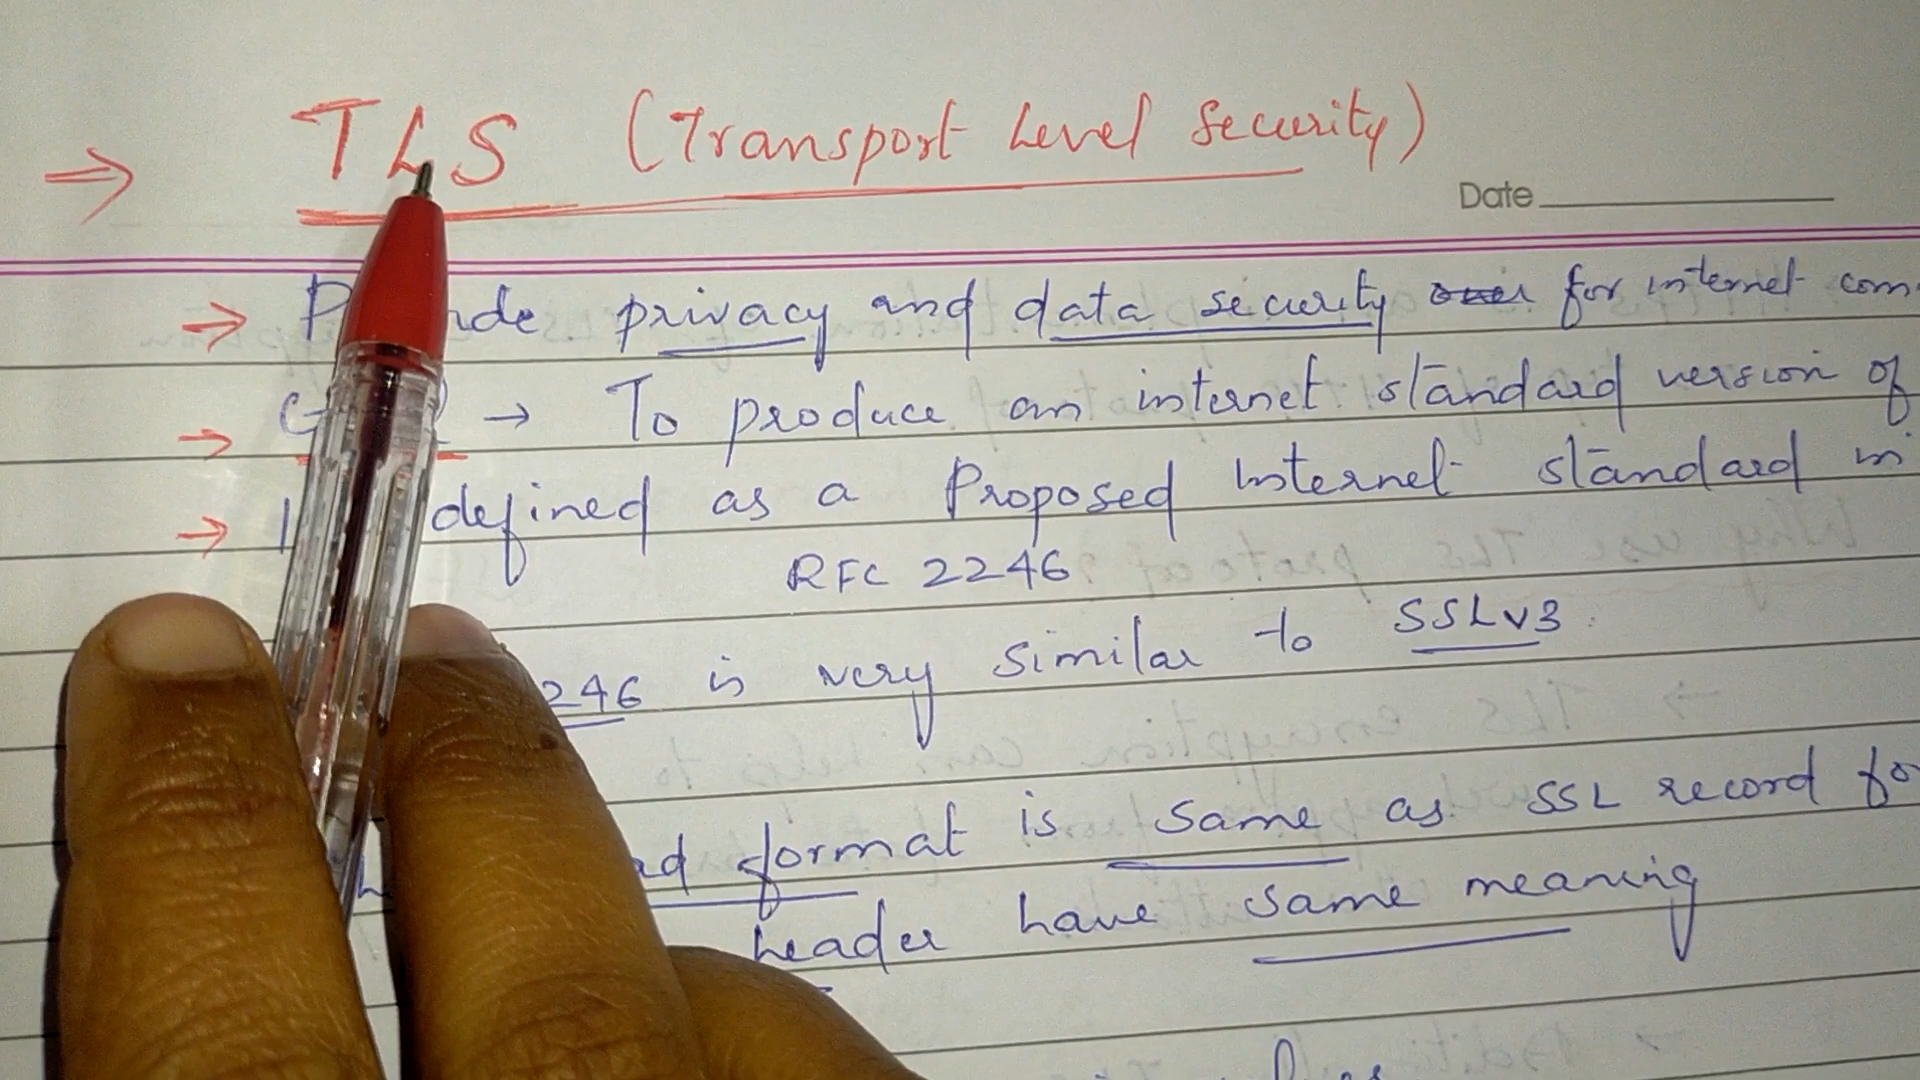 TLS (Transport Level Security)
Date
privacy and data security for internet
→ To produce an internet standard version of
defined as a Proposed Internet standard in
RFC 2246
246 is very similar to SSLv3.
format is same as SSL record
header have same meaning